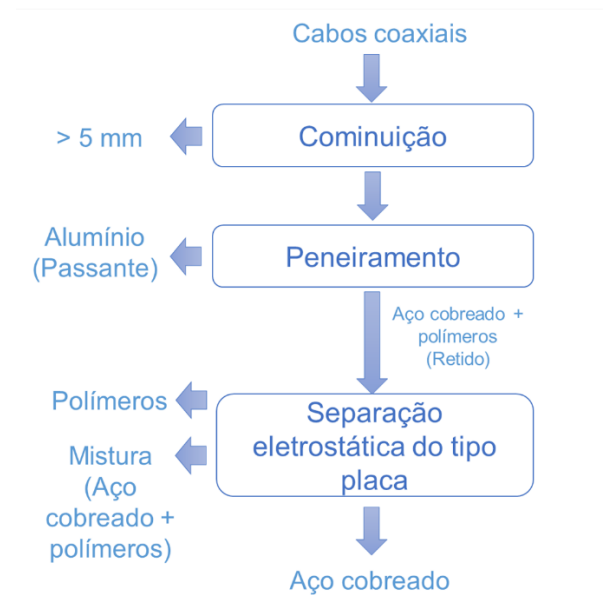 Cabos coaxiais
> 5 mm
Cominuição
Alumínio
(Passante)
Peneiramento
Aço cobreado +
polímeros
(Retido)
Polímeros
Mistura
(Aço
cobreado +
polímeros)
Separação
eletrostática do tipo
placa
Aço cobreado